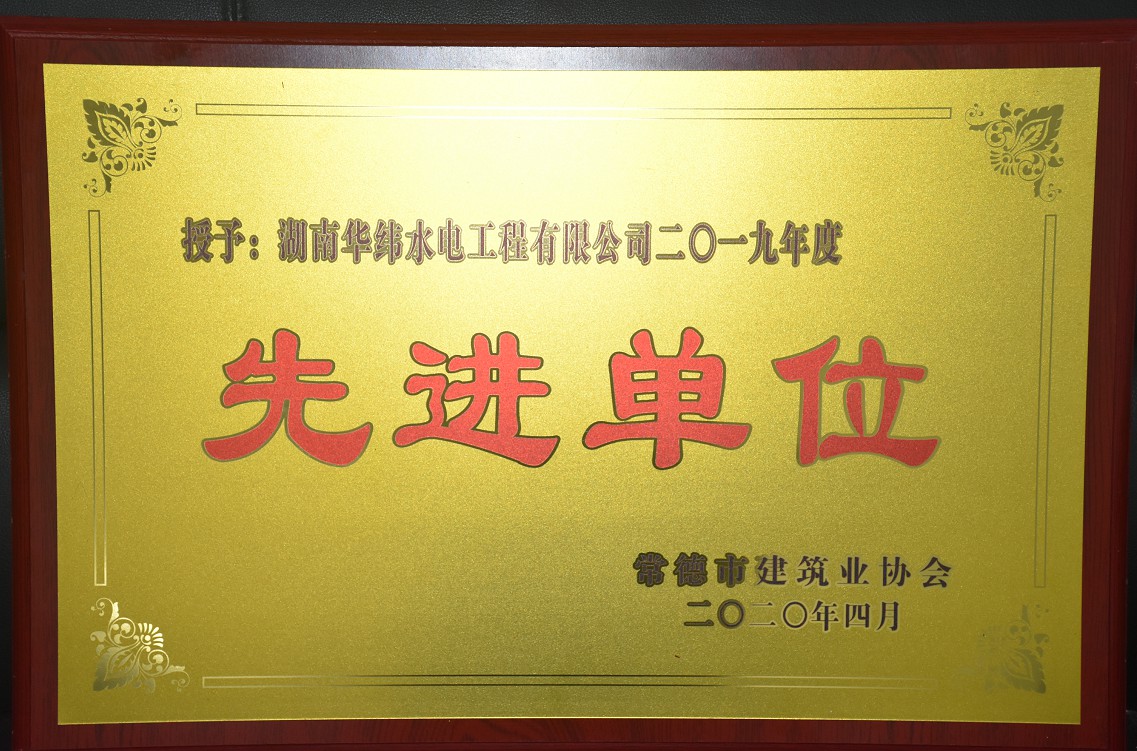 授予：湖南华纬水电工程有限公司二〇一九年度
先进单位
常德市建筑业协会
二〇二〇年四月